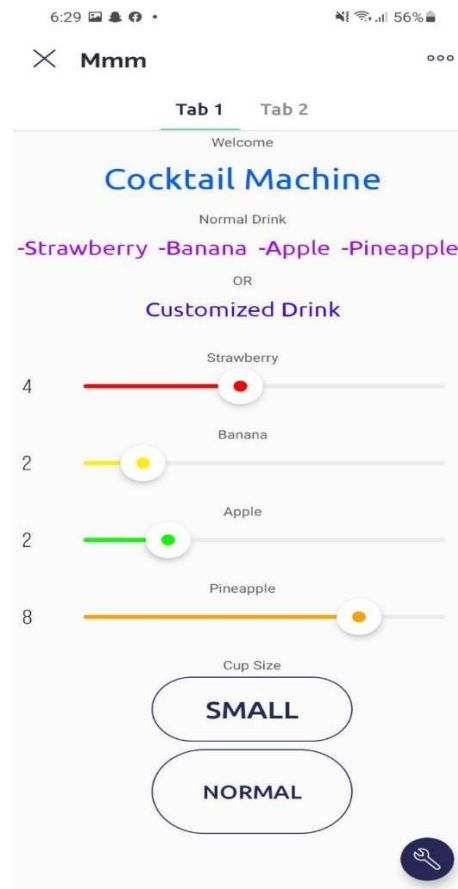 6:29 56%
Mmm
Tab 1 Tab 2
Welcome
Cocktail Machine
Normal Drink
-Strawberry -Banana -Apple -Pineapple
OR
Customized Drink
Strawberry
4
Banana
2
Apple
2
Pineapple
8
Cup Size
SMALL
NORMAL